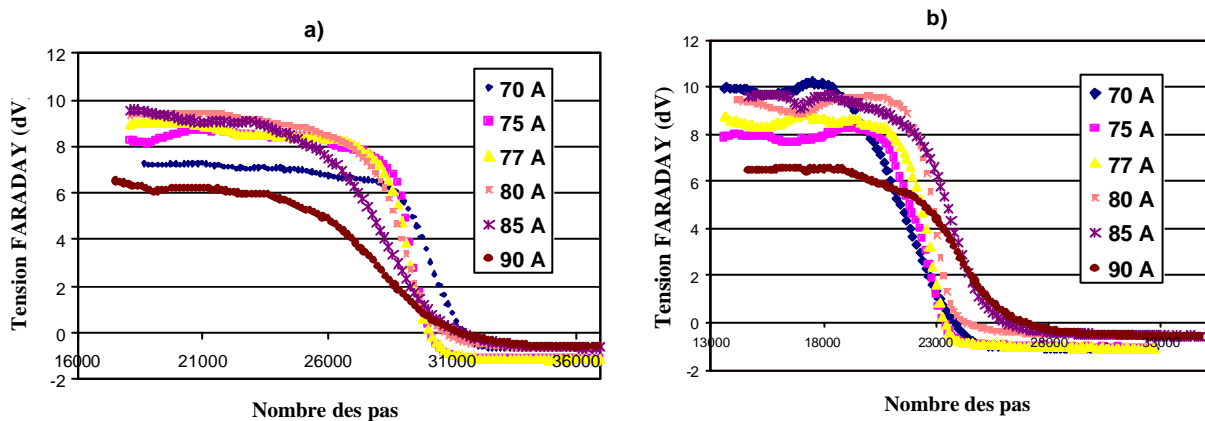 a)
12
10
8
6
4
2
0
-2
16000 21000 26000 31000 36000
Tension FARADAY (dV)
Nombre des pas
70 A
75 A
77 A
80 A
85 A
90 A
b)
12
10
8
6
4
2
0
-2
13000 18000 23000 28000 33000
Tension FARADAY (dV)
Nombre des pas
70 A
75 A
77 A
80 A
85 A
90 A